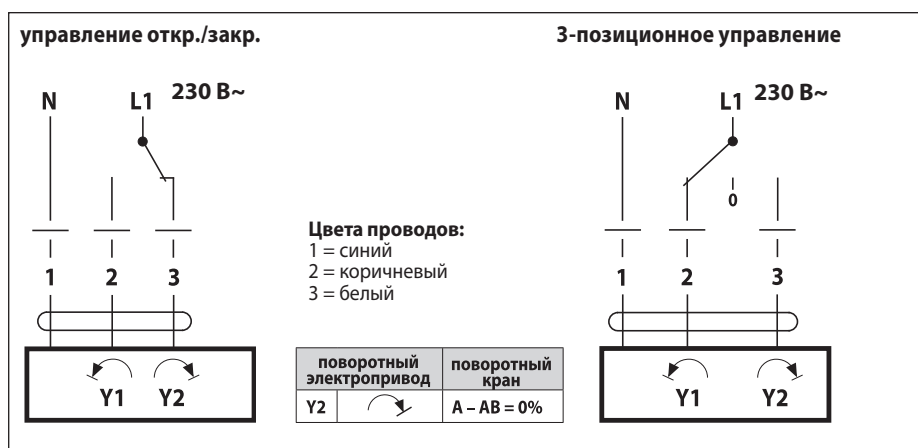 управление откр./закр.
N
L1
230 В~
1
2
3
Y1
Y2
Цвета проводов:
1 = синий
2 = коричневый
3 = белый
поворотный
электропривод
поворотный
кран
Y2
A – AB = 0%
3-позиционное управление
N
L1
230 В~
0
1
2
3
Y1
Y2